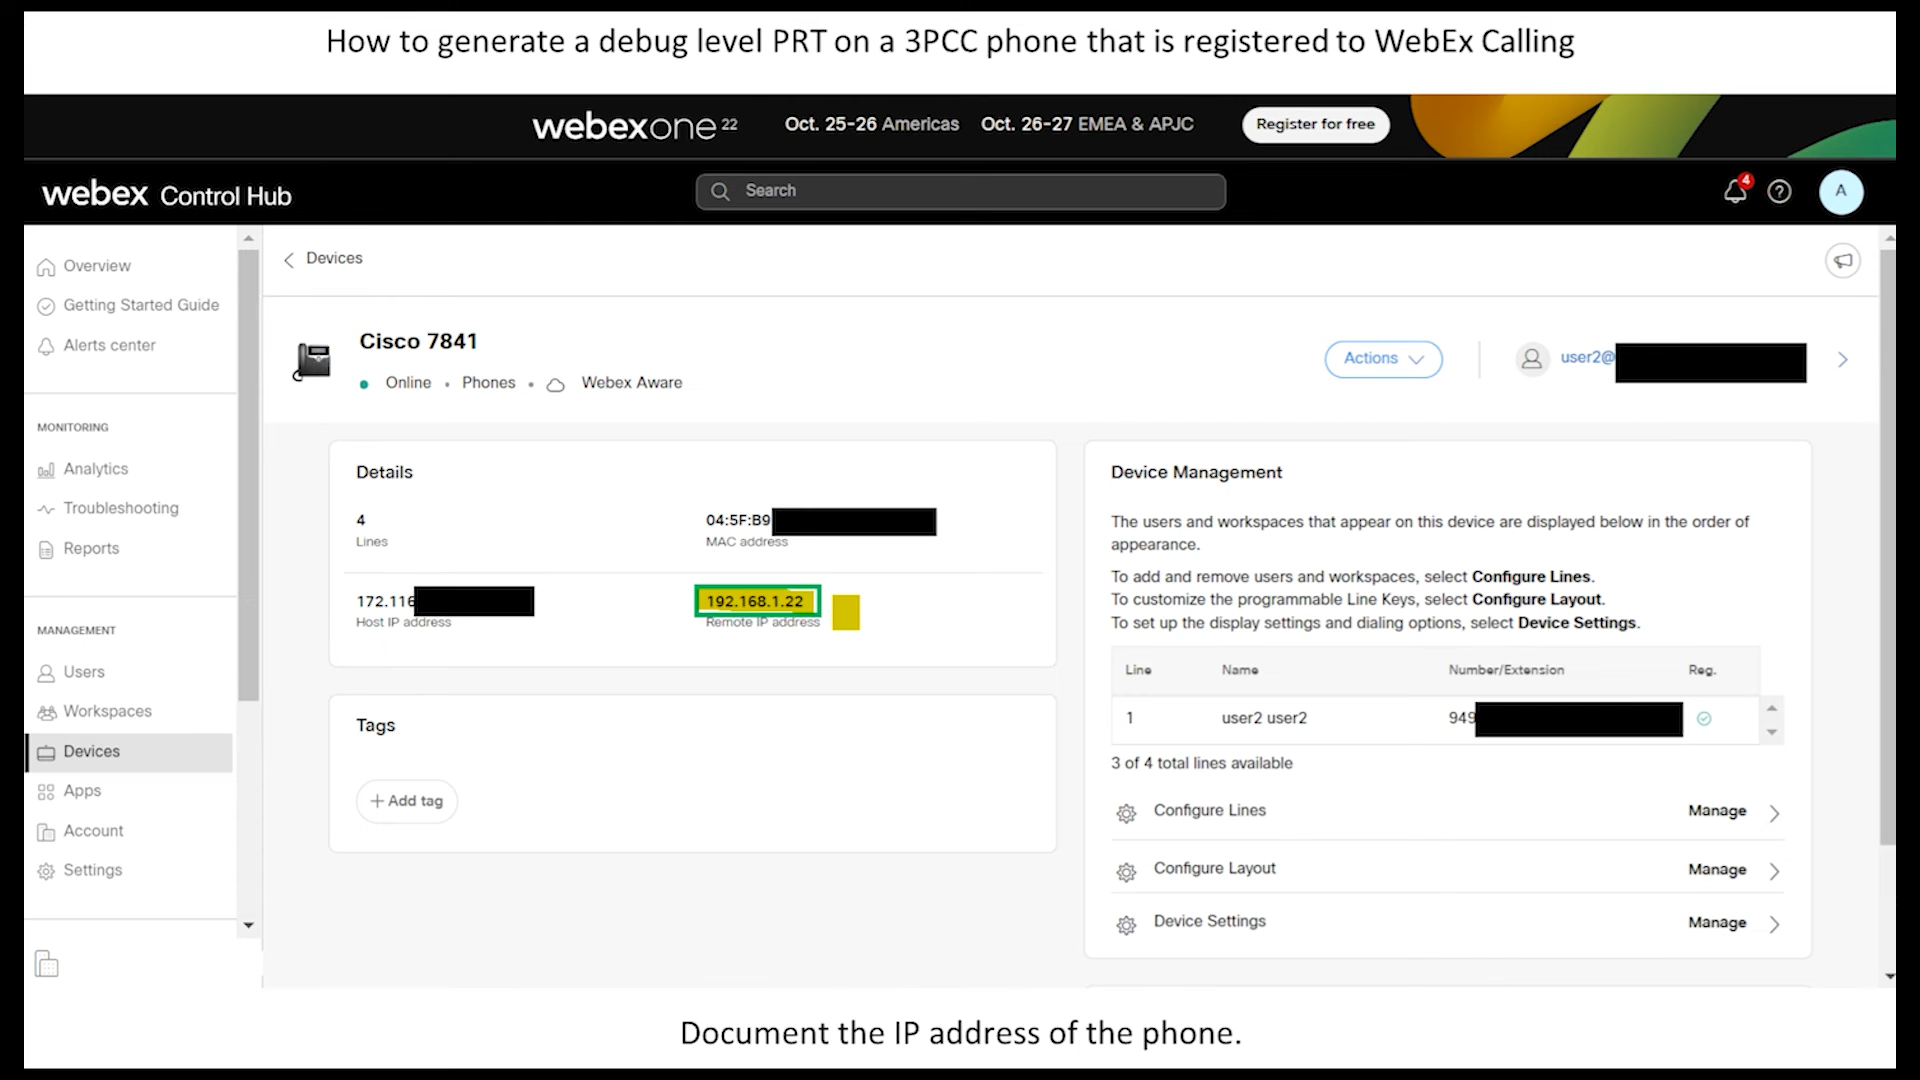 How to generate a debug level PRT on a 3PCC phone that is registered to WebEx Calling
webexone 22 Oct. 25-26 Americas Oct. 26-27 EMEA & APJC Register for free
webex Control Hub
Search
4
A
Overview
Getting Started Guide
Alerts center
MONITORING
Analytics
Troubleshooting
Reports
MANAGEMENT
Users
Workspaces
Devices
Apps
Account
Settings
Devices
Cisco 7841
Online • Phones • Webex Aware
Actions
user2@
Details
4
Lines
04:5F:B9
MAC address
172.116
Host IP address
192.168.1.22
Remote IP address
Tags
+ Add tag
Device Management
The users and workspaces that appear on this device are displayed below in the order of
appearance.
To add and remove users and workspaces, select Configure Lines.
To customize the programmable Line Keys, select Configure Layout.
To set up the display settings and dialing options, select Device Settings.
Line Name Number/Extension Reg.
1 user2 user2 949
3 of 4 total lines available
Configure Lines Manage
Configure Layout Manage
Device Settings Manage
Document the IP address of the phone.